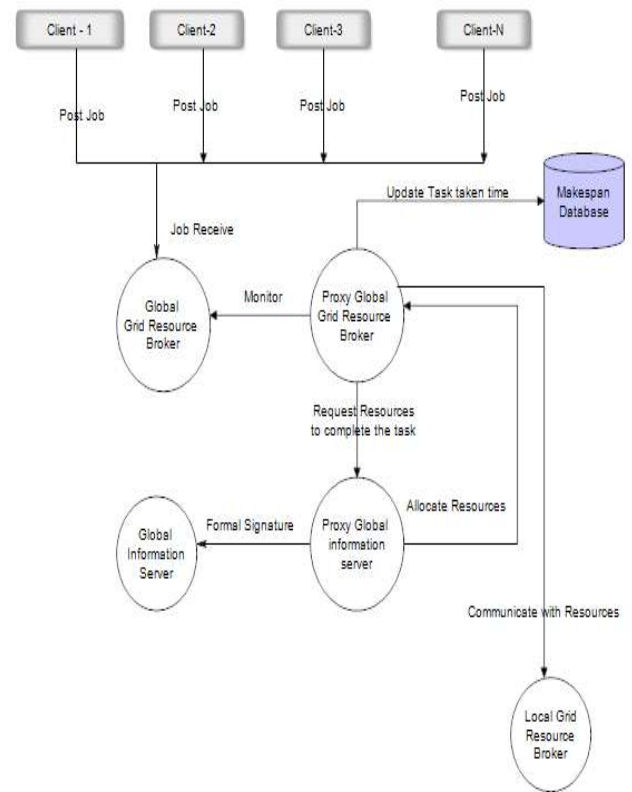 Client - 1
Client-2
Client-3
Client-N
Post Job
Post Job
Post Job
Post Job
Update Task taken time
Makespan
Database
Job Receive
Global
Grid Resource
Broker
Monitor
Proxy Global
Grid Resource
Broker
Request Resources
to complete the task
Global
Information
Server
Formal Signature
Proxy Global
information
server
Allocate Resources
Communicate with Resources
Local Grid
Resource
Broker